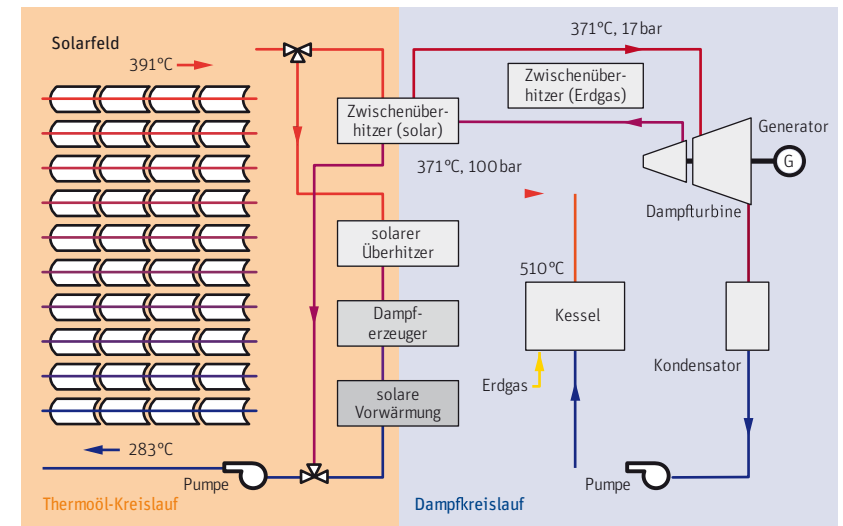 Solarfeld
391°C
371°C, 17 bar
Zwischenüber-
hitzer (Erdgas)
Zwischenüber-
hitzer (solar)
Generator
G
371°C, 100 bar
Dampfturbine
solarer
Überhitzer
510°C
Dampf-
erzeuger
Kessel
Kondensator
Erdgas
solare
Vorwärmung
283°C
Pumpe
Pumpe
Thermoöl-Kreislauf
Dampfkreislauf